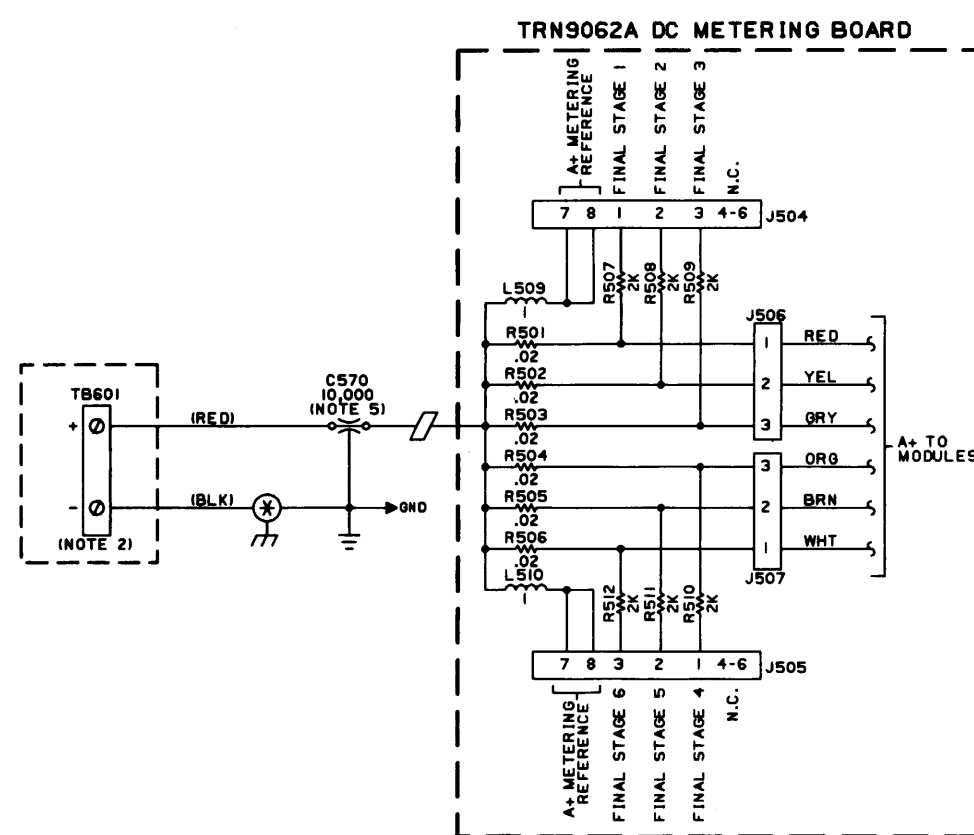 TRN9062A DC METERING BOARD
A+ METERING
REFERENCE
FINAL STAGE 1
FINAL STAGE 2
FINAL STAGE 3
N.C.
7 8 1 2 3 4-6
J504
R507
2K
R508
2K
R509
2K
L509
1
R501
.02
R502
.02
R503
.02
R504
.02
R505
.02
R506
.02
L510
1
J506
1
RED
2
YEL
3
GRY
3
ORG
2
BRN
1
WHT
J507
A+ TO
MODULES
TB601
+
-
(NOTE 2)
(RED)
(BLK)
C570
10,000
(NOTE 5)
GND
R512
2K
R511
2K
R510
2K
7 8 3 2 1 4-6
J505
A+ METERING
REFERENCE
FINAL STAGE 6
FINAL STAGE 5
FINAL STAGE 4
N.C.